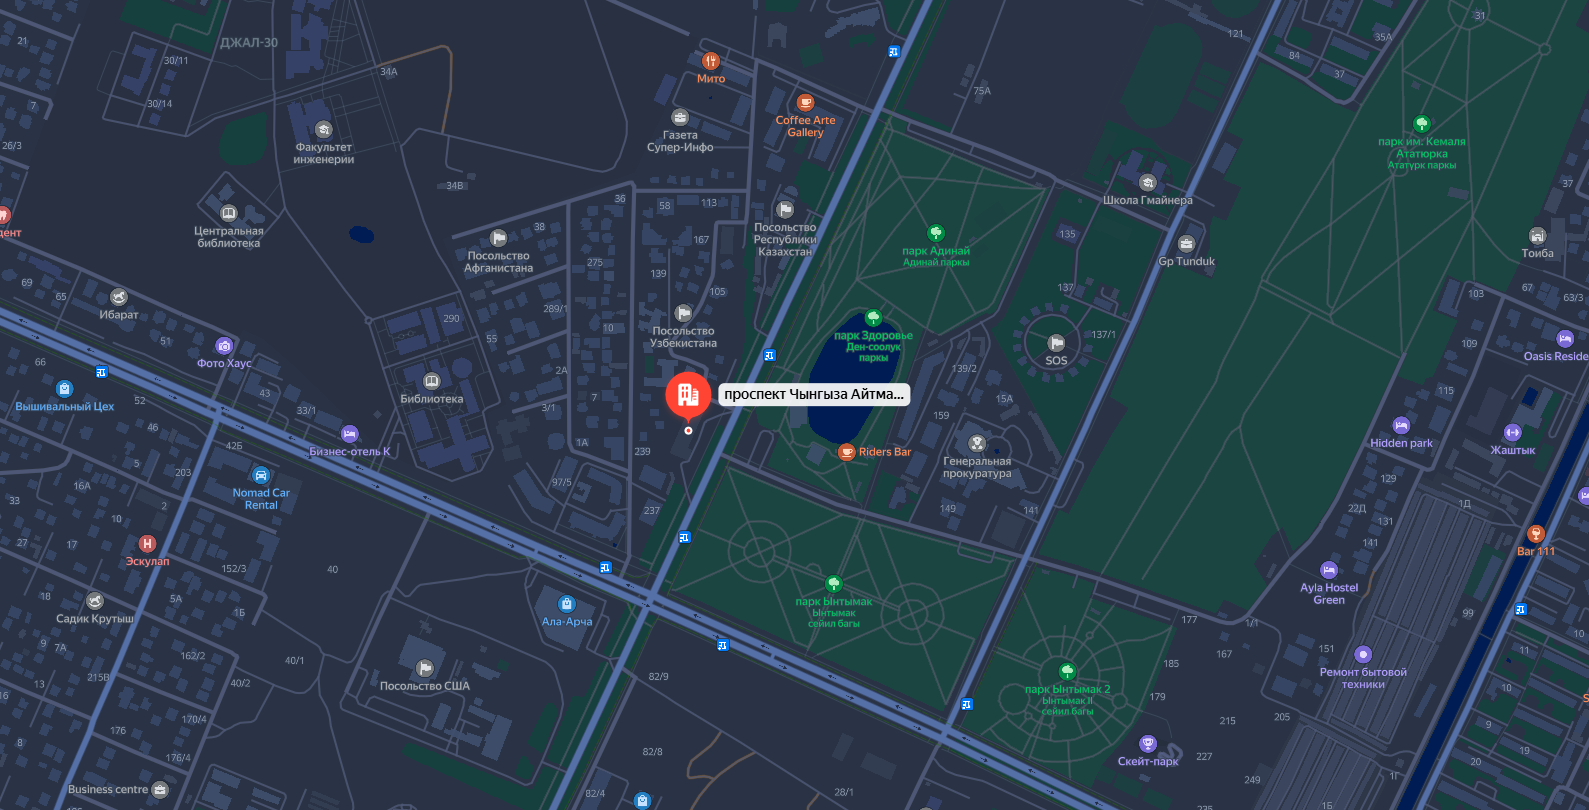 31
21
ДЖАЛ-30
121
35А
30/11
84
34А
37
Мито
75А
30/14
7
Coffee Arte
Gallery
Газета
Супер-Инфо
парк им. Кемаля
Ататюрка
Ататүрк паркы
26/3
Факультет
инженерии
34В
37
36
58
113
Школа Гмайнера
дент
Центральная
библиотека
38
Посольство
Республики
Казахстан
167
135
парк Адинай
Адинай паркы
Тоиба
Посольство
Афганистана
275
Gp Tunduk
139
69
65
105
137
103
67
63/3
Ибарат
289/1
290
51
10
Посольство
Узбекистана
парк Здоровье
Ден-соолук
паркы
137/1
109
55
66
Фото Хаус
SOS
Oasis Reside
2А
139/2
63
Библиотека
7
проспект Чынгыза Айтма...
15А
Вышивальный Цех
52
33/1
3/1
159
46
42Б
1А
Hidden park
Жаштык
Бизнес-отель К
239
Riders Bar
Генеральная
прокуратура
5
203
97/5
129
16А
Nomad Car
Rental
33
2
237
149
141
22Д
1Д
10
131
27
17
141
Bar 111
Эскулап
152/3
40
Ayla Hostel
Green
18
5А
парк Ынтымак
Ынтымак
сейил багы
Садик Крутыш
1Б
Ала-Арча
177
1/1
99
9
7А
162/2
40/1
167
151
185
11
13
215В
40/2
Посольство США
82/9
парк Ынтымак 2
Ынтымак II
сейил багы
179
Ремонт бытовой
техники
10
170/4
215
205
9
176
8
176/4
82/8
Скейт-парк
227
19
249
20
1Г
Business centre
82/4
28/1
235
1Б